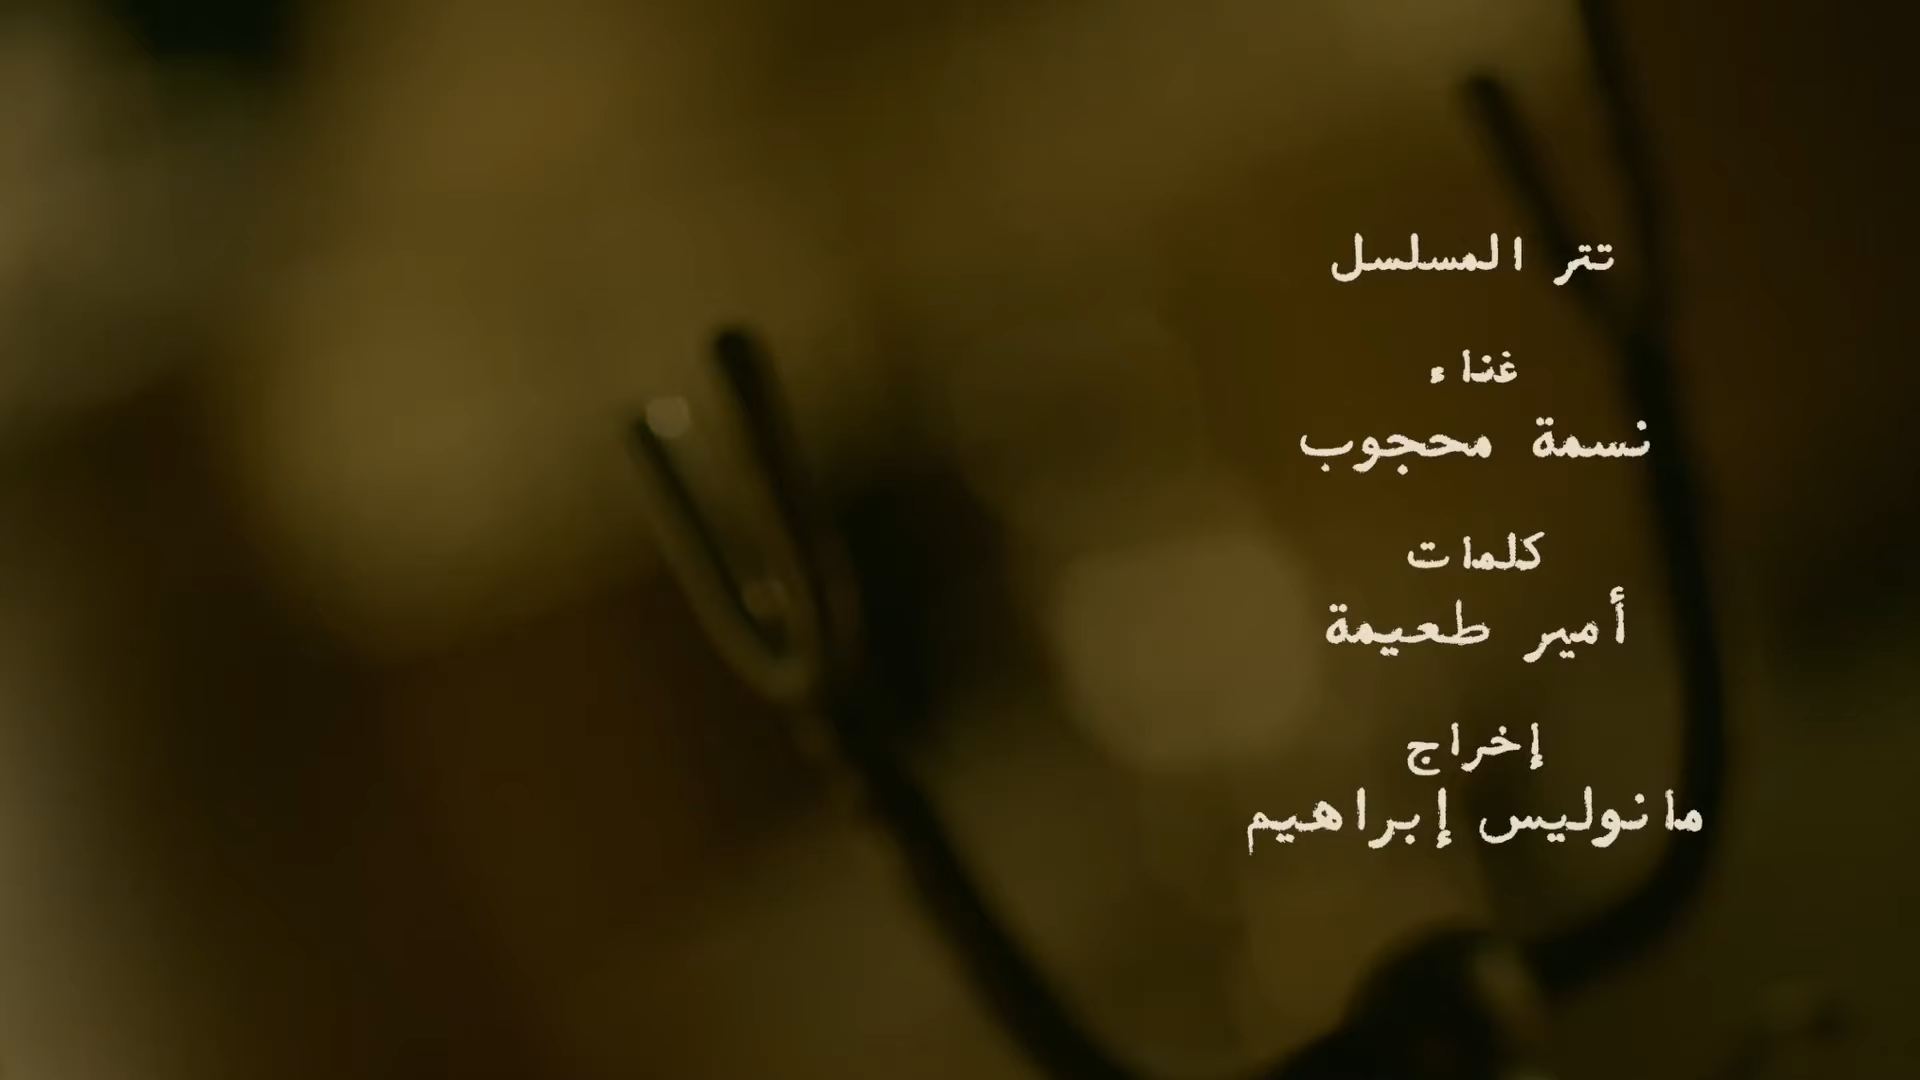 تتر المسلسل
غناء
نسمة محجوب
كلمات
أمير طعيمة
إخراج
مانوليس إبراهيم